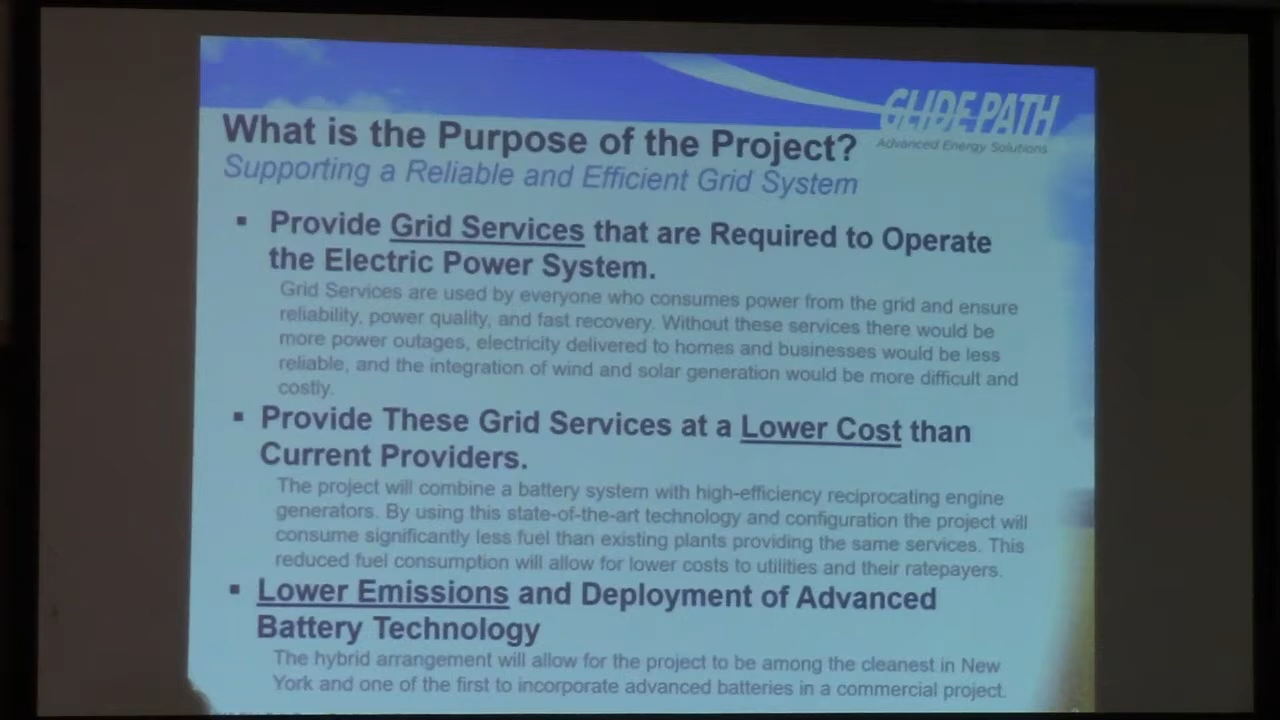 GLIDE PATH
Advanced Energy Solutions
What is the Purpose of the Project?
Supporting a Reliable and Efficient Grid System
▪ Provide Grid Services that are Required to Operate
the Electric Power System.
Grid Services are used by everyone who consumes power from the grid and ensure
reliability, power quality, and fast recovery. Without these services there would be
more power outages, electricity delivered to homes and businesses would be less
reliable, and the integration of wind and solar generation would be more difficult and
costly.
▪ Provide These Grid Services at a Lower Cost than
Current Providers.
The project will combine a battery system with high-efficiency reciprocating engine
generators. By using this state-of-the-art technology and configuration the project will
consume significantly less fuel than existing plants providing the same services. This
reduced fuel consumption will allow for lower costs to utilities and their ratepayers.
▪ Lower Emissions and Deployment of Advanced
Battery Technology
The hybrid arrangement will allow for the project to be among the cleanest in New
York and one of the first to incorporate advanced batteries in a commercial project.